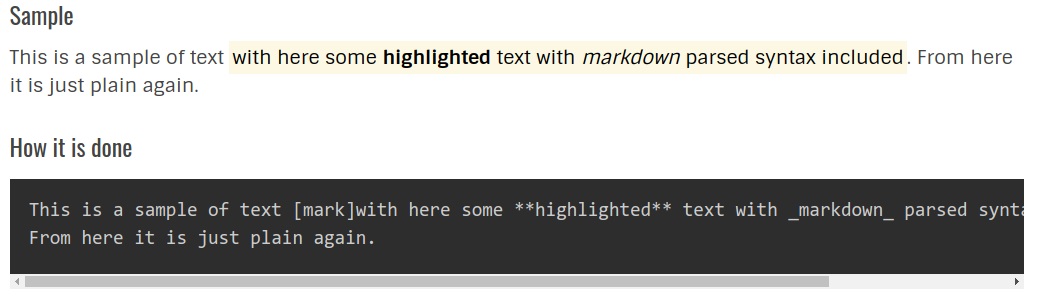 Sample
This is a sample of text with here some highlighted text with markdown parsed syntax included. From here
it is just plain again.
How it is done
This is a sample of text [mark]with here some **highlighted** text with _markdown_ parsed synta
From here it is just plain again.